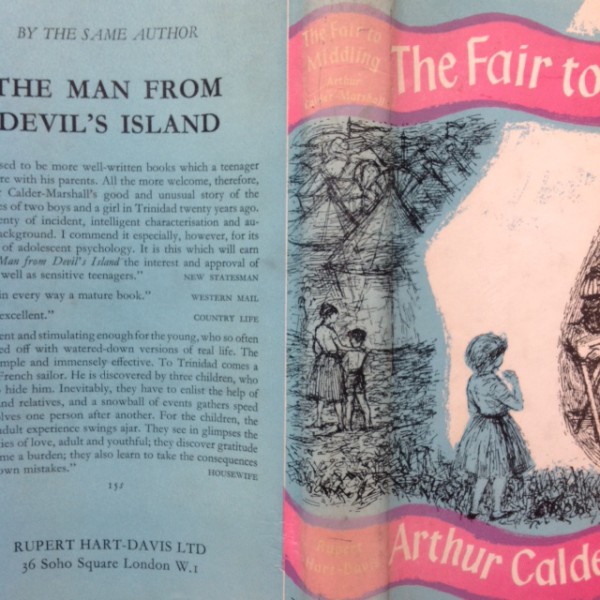 BY THE SAME AUTHOR
THE MAN FROM
DEVIL'S ISLAND
sed to be more well-written books which a teenager
re with his parents. All the more welcome, therefore,
r Calder-Marshall's good and unusual story of the
es of two boys and a girl in Trinidad twenty years ago.
enty of incident, intelligent characterisation and au-
ackground. I commend it especially, however, for its
of adolescent psychology. It is this which will earn
Man from Devil's Island the interest and approval of
well as sensitive teenagers." NEW STATESMAN
in every way a mature book." WESTERN MAIL
excellent." COUNTRY LIFE
ent and stimulating enough for the young, who so often
ed off with watered-down versions of real life. The
mple and immensely effective. To Trinidad comes a
French sailor. He is discovered by three children, who
hide him. Inevitably, they have to enlist the help of
and relatives, and a snowball of events gathers speed
olves one person after another. For the children, the
adult experience swings ajar. They see in glimpses the
ies of love, adult and youthful; they discover gratitude
me a burden; they also learn to take the consequences
own mistakes." HOUSEWIFE
15s
RUPERT HART-DAVIS LTD
36 Soho Square London W.1
The Fair to
Middling
Arthur
Calder-Marshall
Rupert
Hart-Davis
The Fair to
Arthur Calde